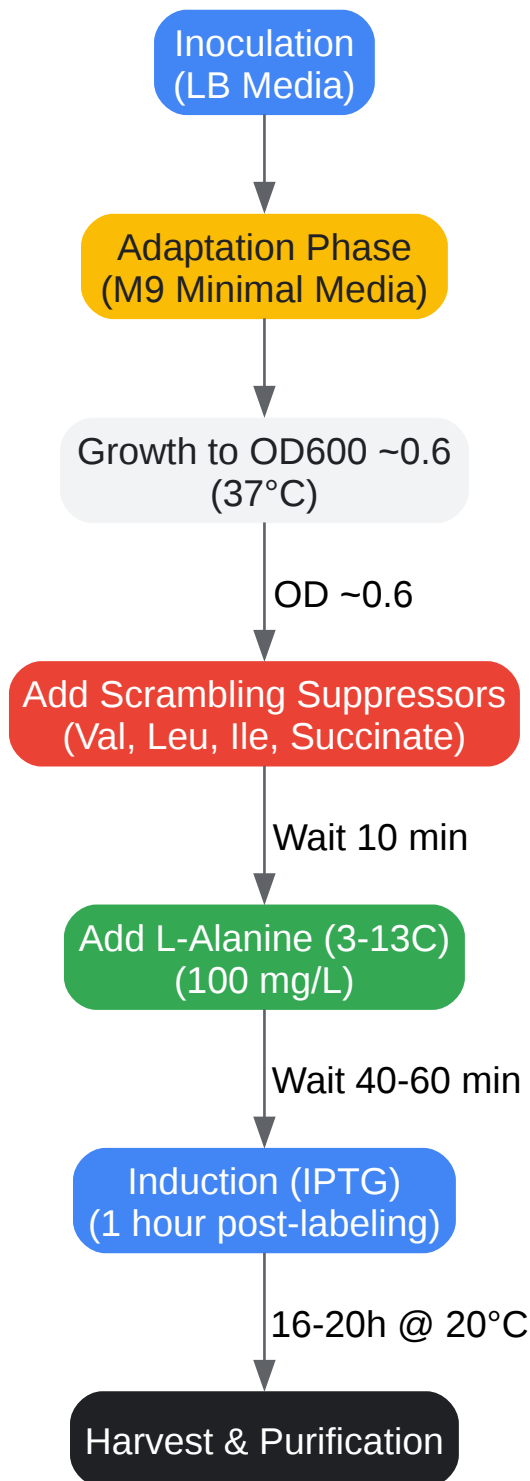 Inoculation
(LB Media)
Adaptation Phase
(M9 Minimal Media)
Growth to OD600 ~0.6
(37°C)
OD ~0.6
Add Scrambling Suppressors
(Val, Leu, Ile, Succinate)
Wait 10 min
Add L-Alanine (3-13C)
(100 mg/L)
Wait 40-60 min
Induction (IPTG)
(1 hour post-labeling)
16-20h @ 20°C
Harvest & Purification